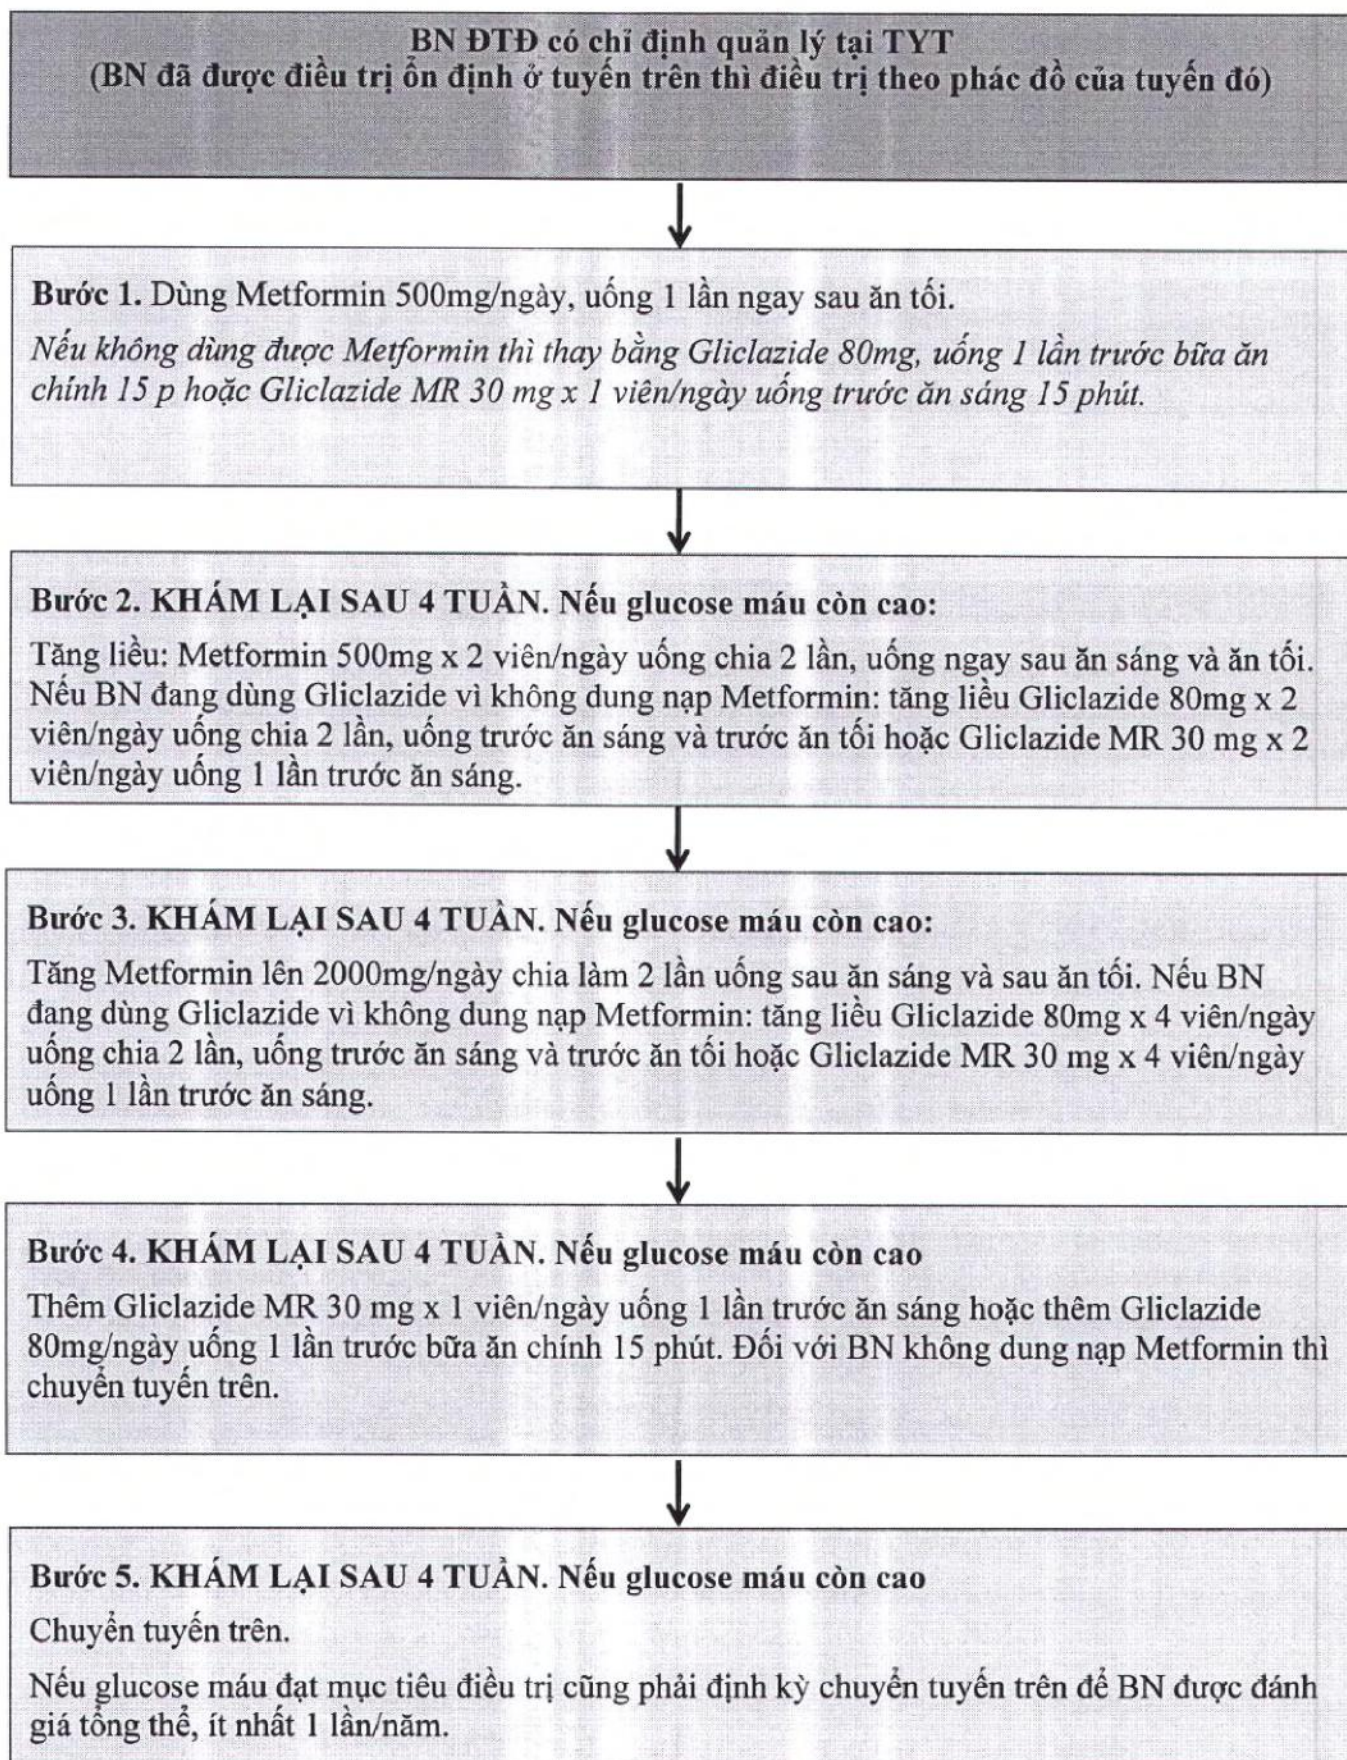 BN ĐTĐ có chỉ định quản lý tại TYT
(BN đã được điều trị ổn định ở tuyến trên thì điều trị theo phác đồ của tuyến đó)
Bước 1. Dùng Metformin 500mg/ngày, uống 1 lần ngay sau ăn tối.
Nếu không dùng được Metformin thì thay bằng Gliclazide 80mg, uống 1 lần trước bữa ăn
chính 15 p hoặc Gliclazide MR 30 mg x 1 viên/ngày uống trước ăn sáng 15 phút.
Bước 2. KHÁM LẠI SAU 4 TUẦN. Nếu glucose máu còn cao:
Tăng liều: Metformin 500mg x 2 viên/ngày uống chia 2 lần, uống ngay sau ăn sáng và ăn tối.
Nếu BN đang dùng Gliclazide vì không dung nạp Metformin: tăng liều Gliclazide 80mg x 2
viên/ngày uống chia 2 lần, uống trước ăn sáng và trước ăn tối hoặc Gliclazide MR 30 mg x 2
viên/ngày uống 1 lần trước ăn sáng.
Bước 3. KHÁM LẠI SAU 4 TUẦN. Nếu glucose máu còn cao:
Tăng Metformin lên 2000mg/ngày chia làm 2 lần uống sau ăn sáng và sau ăn tối. Nếu BN
đang dùng Gliclazide vì không dung nạp Metformin: tăng liều Gliclazide 80mg x 4 viên/ngày
uống chia 2 lần, uống trước ăn sáng và trước ăn tối hoặc Gliclazide MR 30 mg x 4 viên/ngày
uống 1 lần trước ăn sáng.
Bước 4. KHÁM LẠI SAU 4 TUẦN. Nếu glucose máu còn cao
Thêm Gliclazide MR 30 mg x 1 viên/ngày uống 1 lần trước ăn sáng hoặc thêm Gliclazide
80mg/ngày uống 1 lần trước bữa ăn chính 15 phút. Đối với BN không dung nạp Metformin thì
chuyển tuyến trên.
Bước 5. KHÁM LẠI SAU 4 TUẦN. Nếu glucose máu còn cao
Chuyển tuyến trên.
Nếu glucose máu đạt mục tiêu điều trị cũng phải định kỳ chuyển tuyến trên để BN được đánh
giá tổng thể, ít nhất 1 lần/năm.